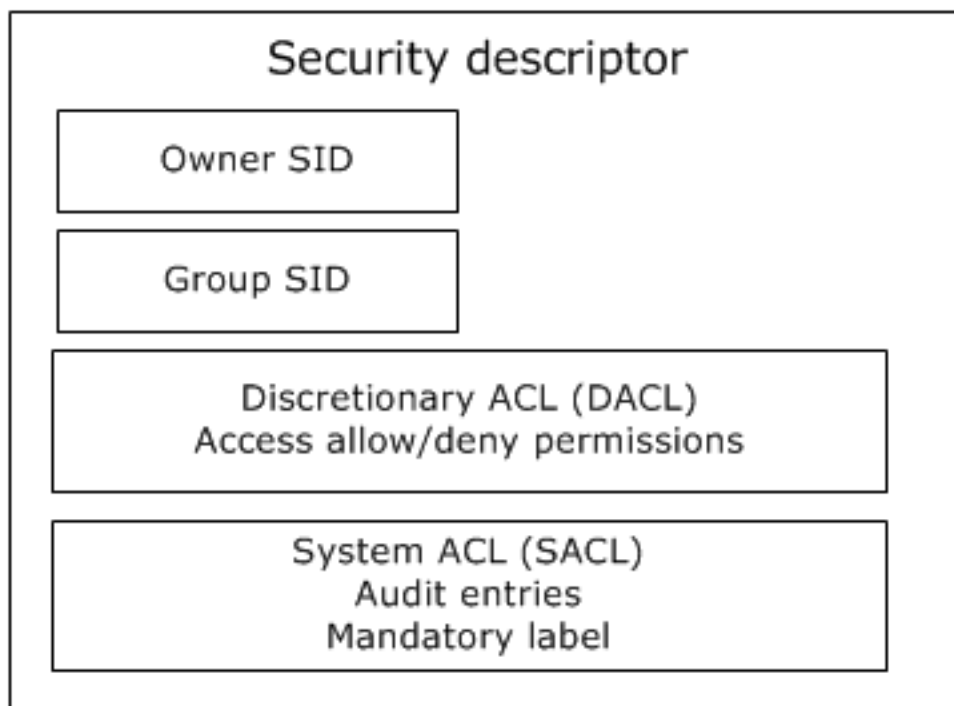 Security descriptor
Owner SID
Group SID
Discretionary ACL (DACL)
Access allow/deny permissions
System ACL (SACL)
Audit entries
Mandatory label